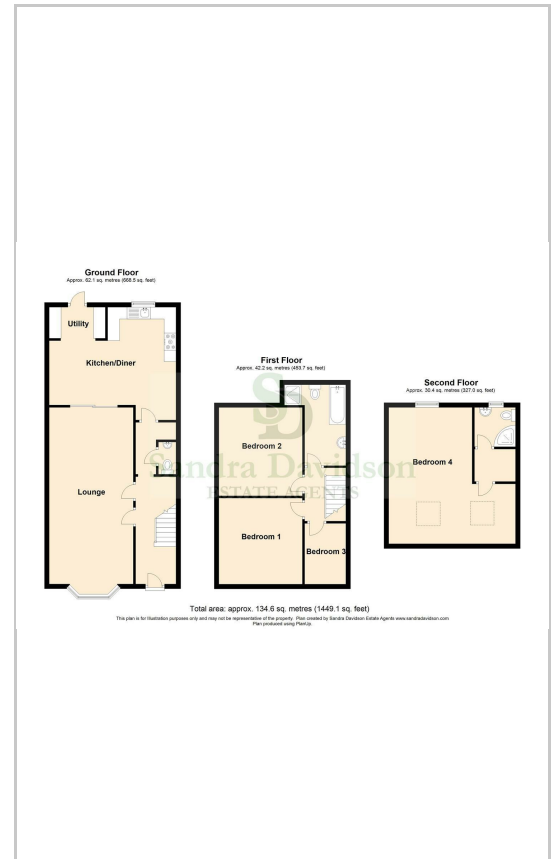 Ground Floor
Approx. 62.1 sq. metres (668.5 sq. feet)
Utility
Kitchen/Diner
Lounge
First Floor
Approx. 42.2 sq. metres (453.7 sq. feet)
Bedroom 2
Bedroom 1
Bedroom 3
Second Floor
Approx. 30.4 sq. metres (327.0 sq. feet)
Bedroom 4
SD
Sandra Davidson
ESTATE AGENTS
Total area: approx. 134.6 sq. metres (1449.1 sq. feet)
This plan is for illustration purposes only and may not be representative of the property. Plan created by Sandra Davidson Estate Agents www.sandradavidson.com
Plan produced using PlanUp.